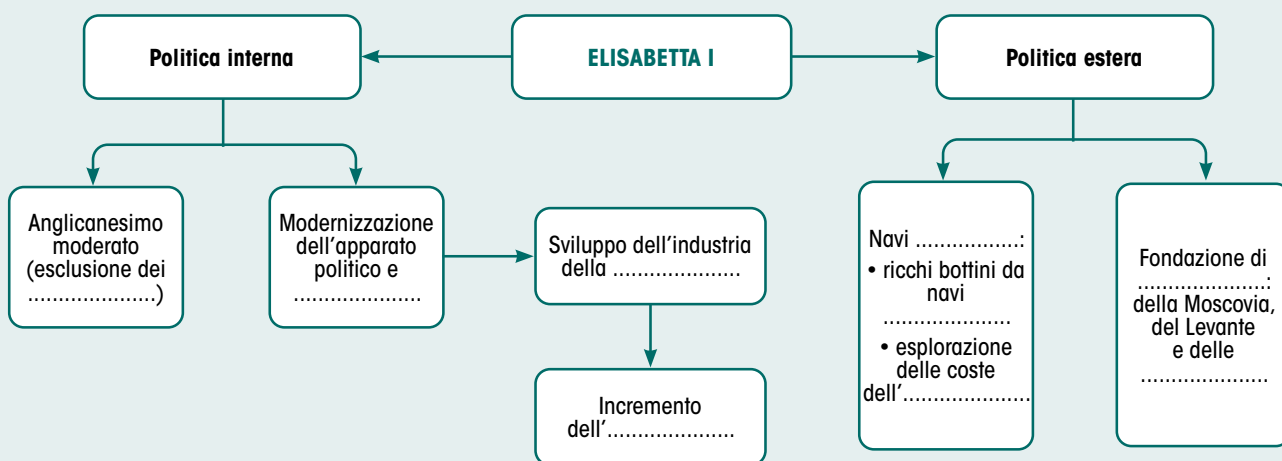 Politica interna
ELISABETTA I
Politica estera
Anglicanesimo
moderato
(esclusione dei
.....................)
Modernizzazione
dell’apparato
politico e
.....................
Sviluppo dell’industria
della ......................
Incremento
dell’.....................
Navi .................:
• ricchi bottini da
navi
.....................
• esplorazione
delle coste
dell’.....................
Fondazione di
.....................:
della Moscovia,
del Levante
e delle
.....................